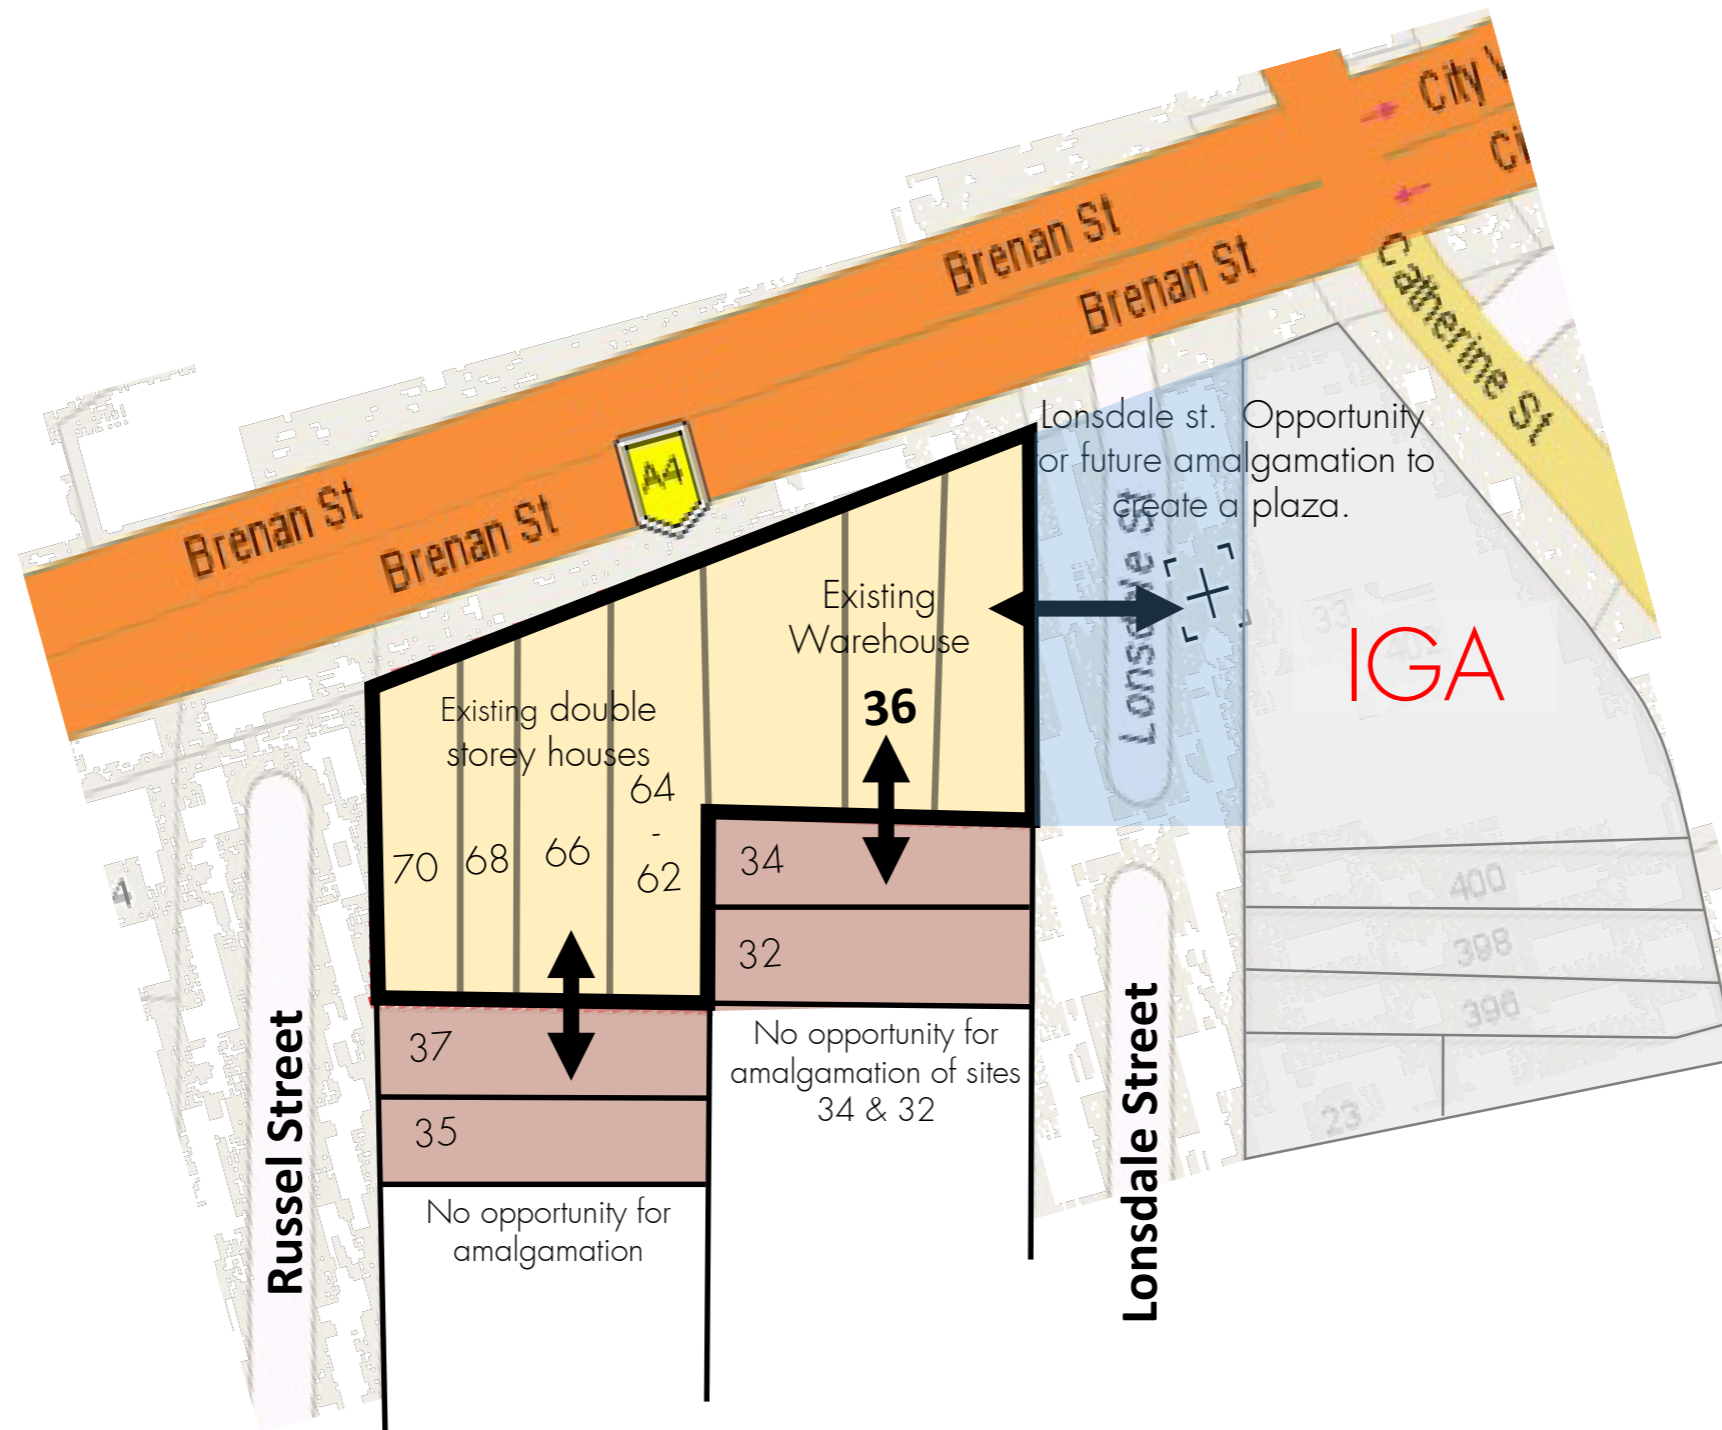 City
Brenan St
Brenan St
Catherine St
Lonsdale st. Opportunity
or future amalgamation to
create a plaza.
A4
Brenan St
Brenan St
Lonsdale St
Existing
Warehouse
36
33
402
IGA
Existing double
storey houses
64
-
62
70
68
66
4
34
32
400
398
396
23
37
35
No opportunity for
amalgamation of sites
34 & 32
No opportunity for
amalgamation
Russel Street
Lonsdale Street